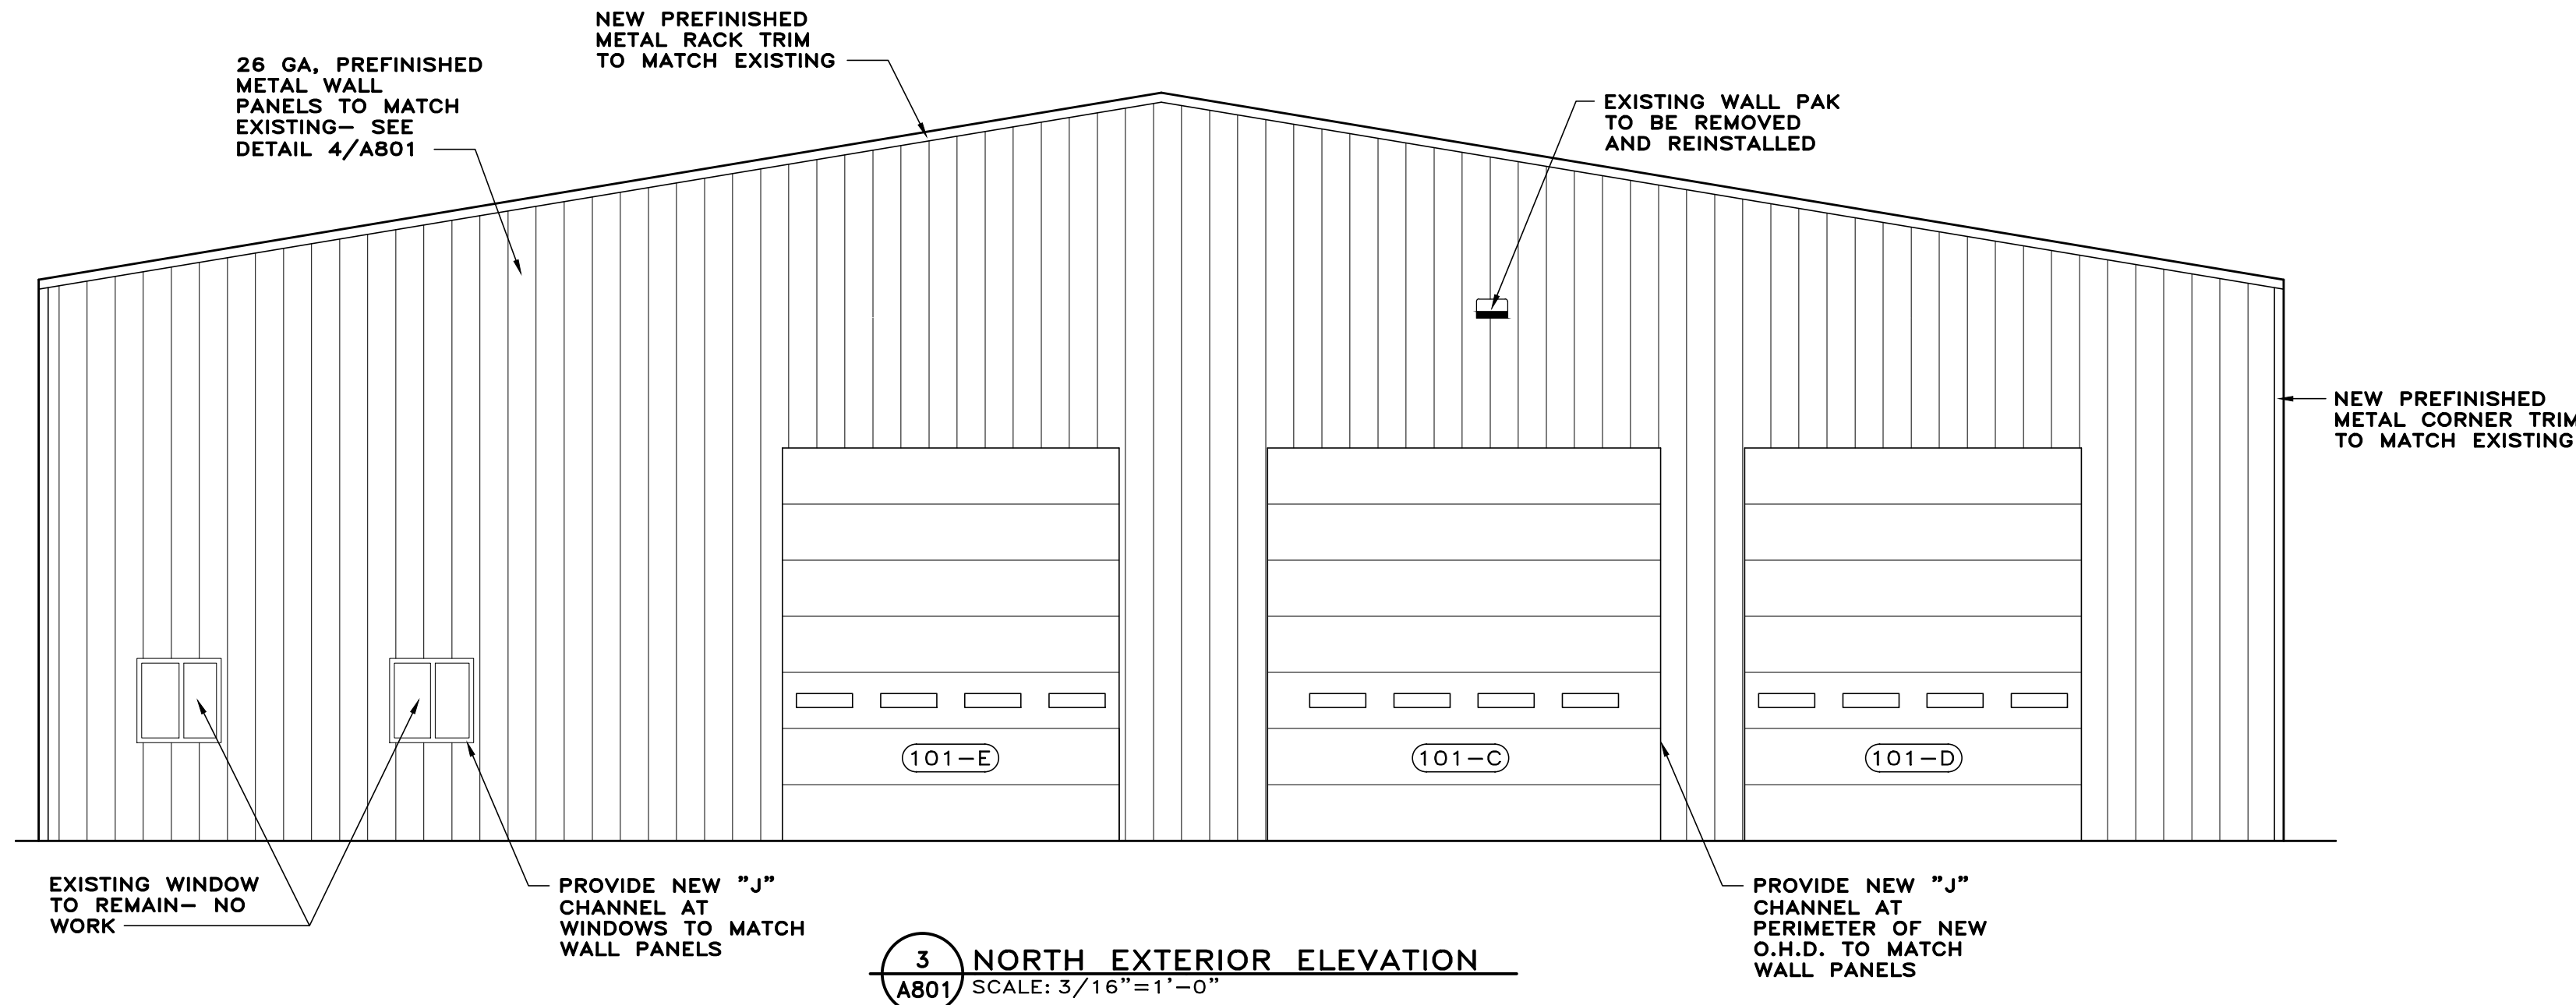 NEW PREFINISHED
METAL RACK TRIM
TO MATCH EXISTING
26 GA, PREFINISHED
METAL WALL
PANELS TO MATCH
EXISTING— SEE
DETAIL 4/A801
EXISTING WALL PAK
TO BE REMOVED
AND REINSTALLED
NEW PREFINISHED
METAL CORNER TRIM
TO MATCH EXISTING
101—E
101—C
101—D
EXISTING WINDOW
TO REMAIN— NO
WORK
PROVIDE NEW ”J”
CHANNEL AT
WINDOWS TO MATCH
WALL PANELS
PROVIDE NEW ”J”
CHANNEL AT
PERIMETER OF NEW
O.H.D. TO MATCH
WALL PANELS
3
A801
NORTH EXTERIOR ELEVATION
SCALE: 3/16”=1’—0”